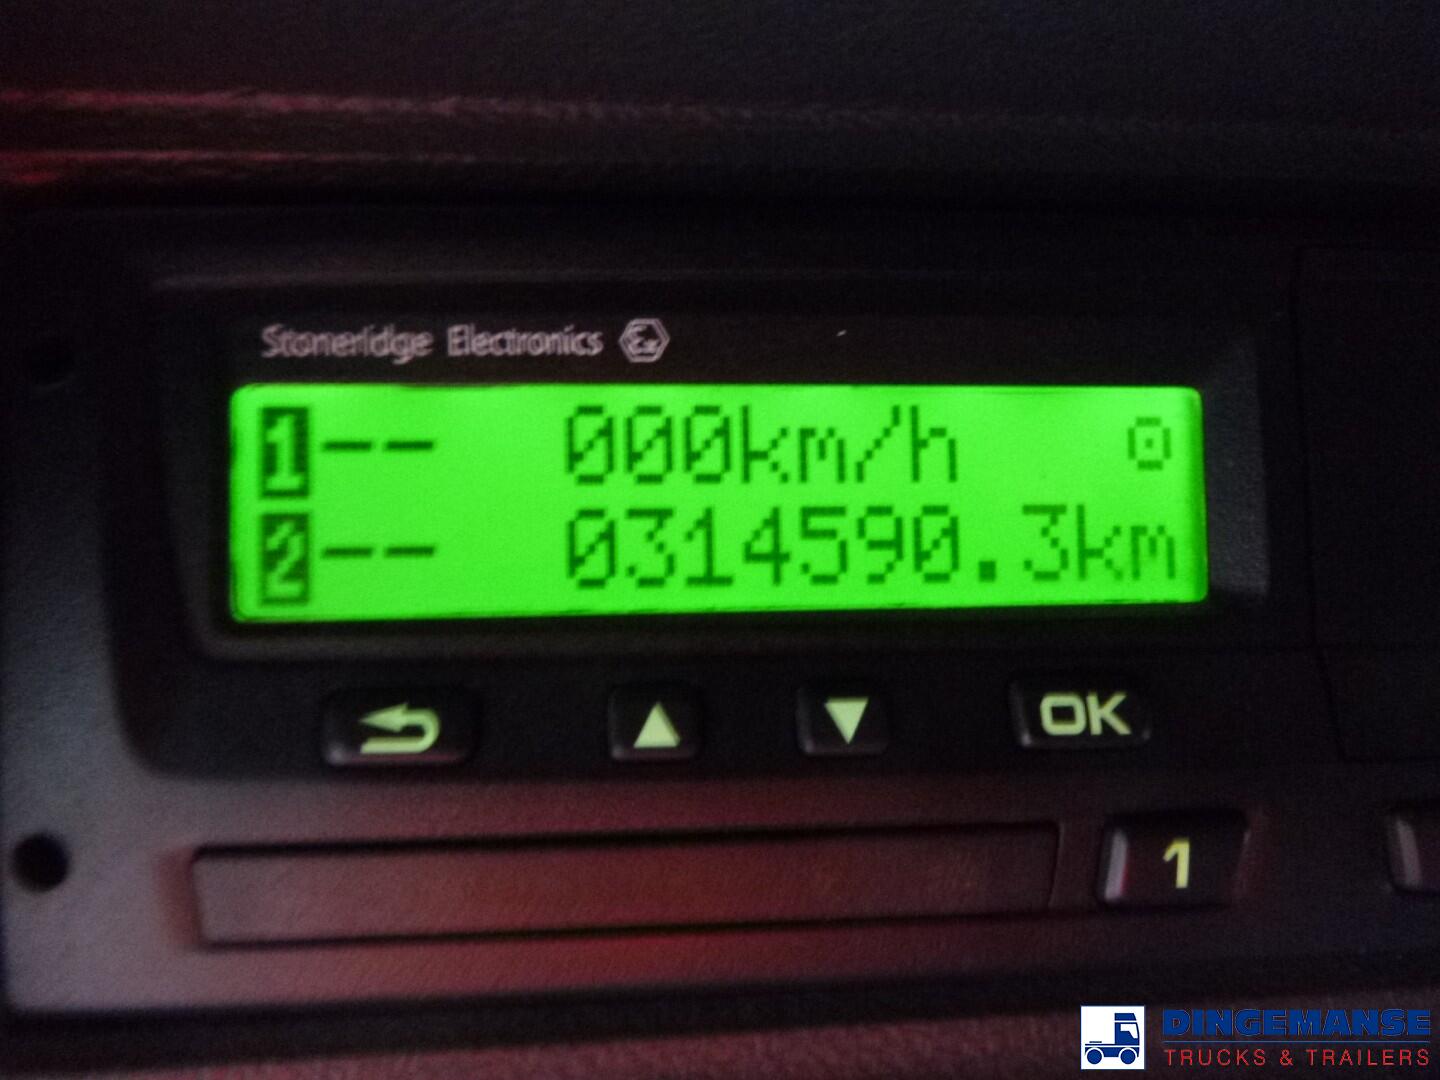 Stoneridge Electronics
1-- 000km/h
2-- 0314590.3km
OK
1
DINGEMANSE
TRUCKS & TRAILERS